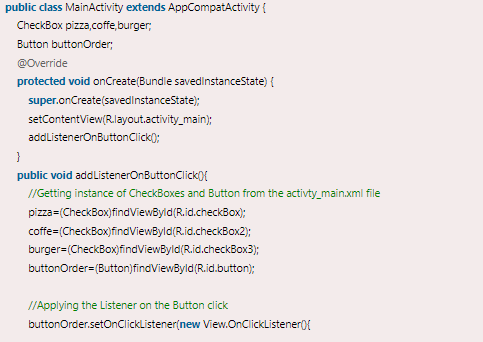 public class MainActivity extends AppCompatActivity {
CheckBox pizza,coffe,burger;
Button buttonOrder;
@Override
protected void onCreate(Bundle savedInstanceState) {
super.onCreate(savedInstanceState);
setContentView(R.layout.activity_main);
addListenerOnButtonClick();
}
public void addListenerOnButtonClick(){
//Getting instance of CheckBoxes and Button from the activty_main.xml file
pizza=(CheckBox)findViewById(R.id.checkBox);
coffe=(CheckBox)findViewById(R.id.checkBox2);
burger=(CheckBox)findViewById(R.id.checkBox3);
buttonOrder=(Button)findViewById(R.id.button);
//Applying the Listener on the Button click
buttonOrder.setOnClickListener(new View.OnClickListener(){